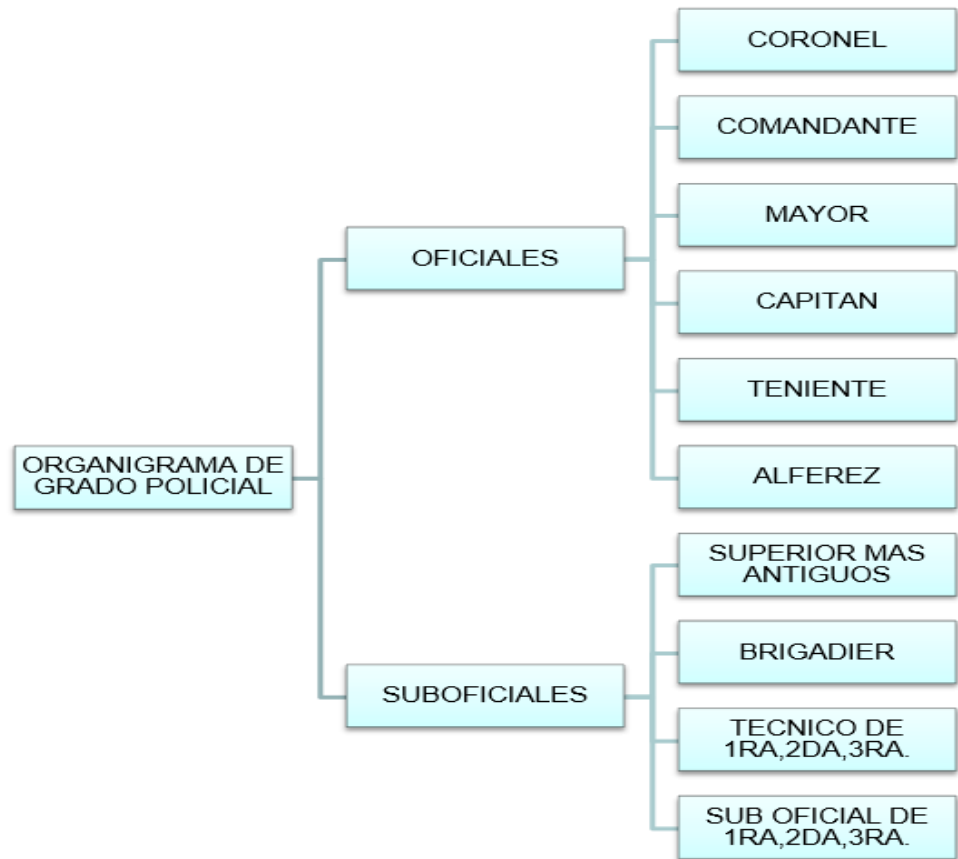 ORGANIGRAMA DE
GRADO POLICIAL
OFICIALES
CORONEL
COMANDANTE
MAYOR
CAPITAN
TENIENTE
ALFEREZ
SUBOFICIALES
SUPERIOR MAS
ANTIGUOS
BRIGADIER
TECNICO DE
1RA,2DA,3RA.
SUB OFICIAL DE
1RA,2DA,3RA.